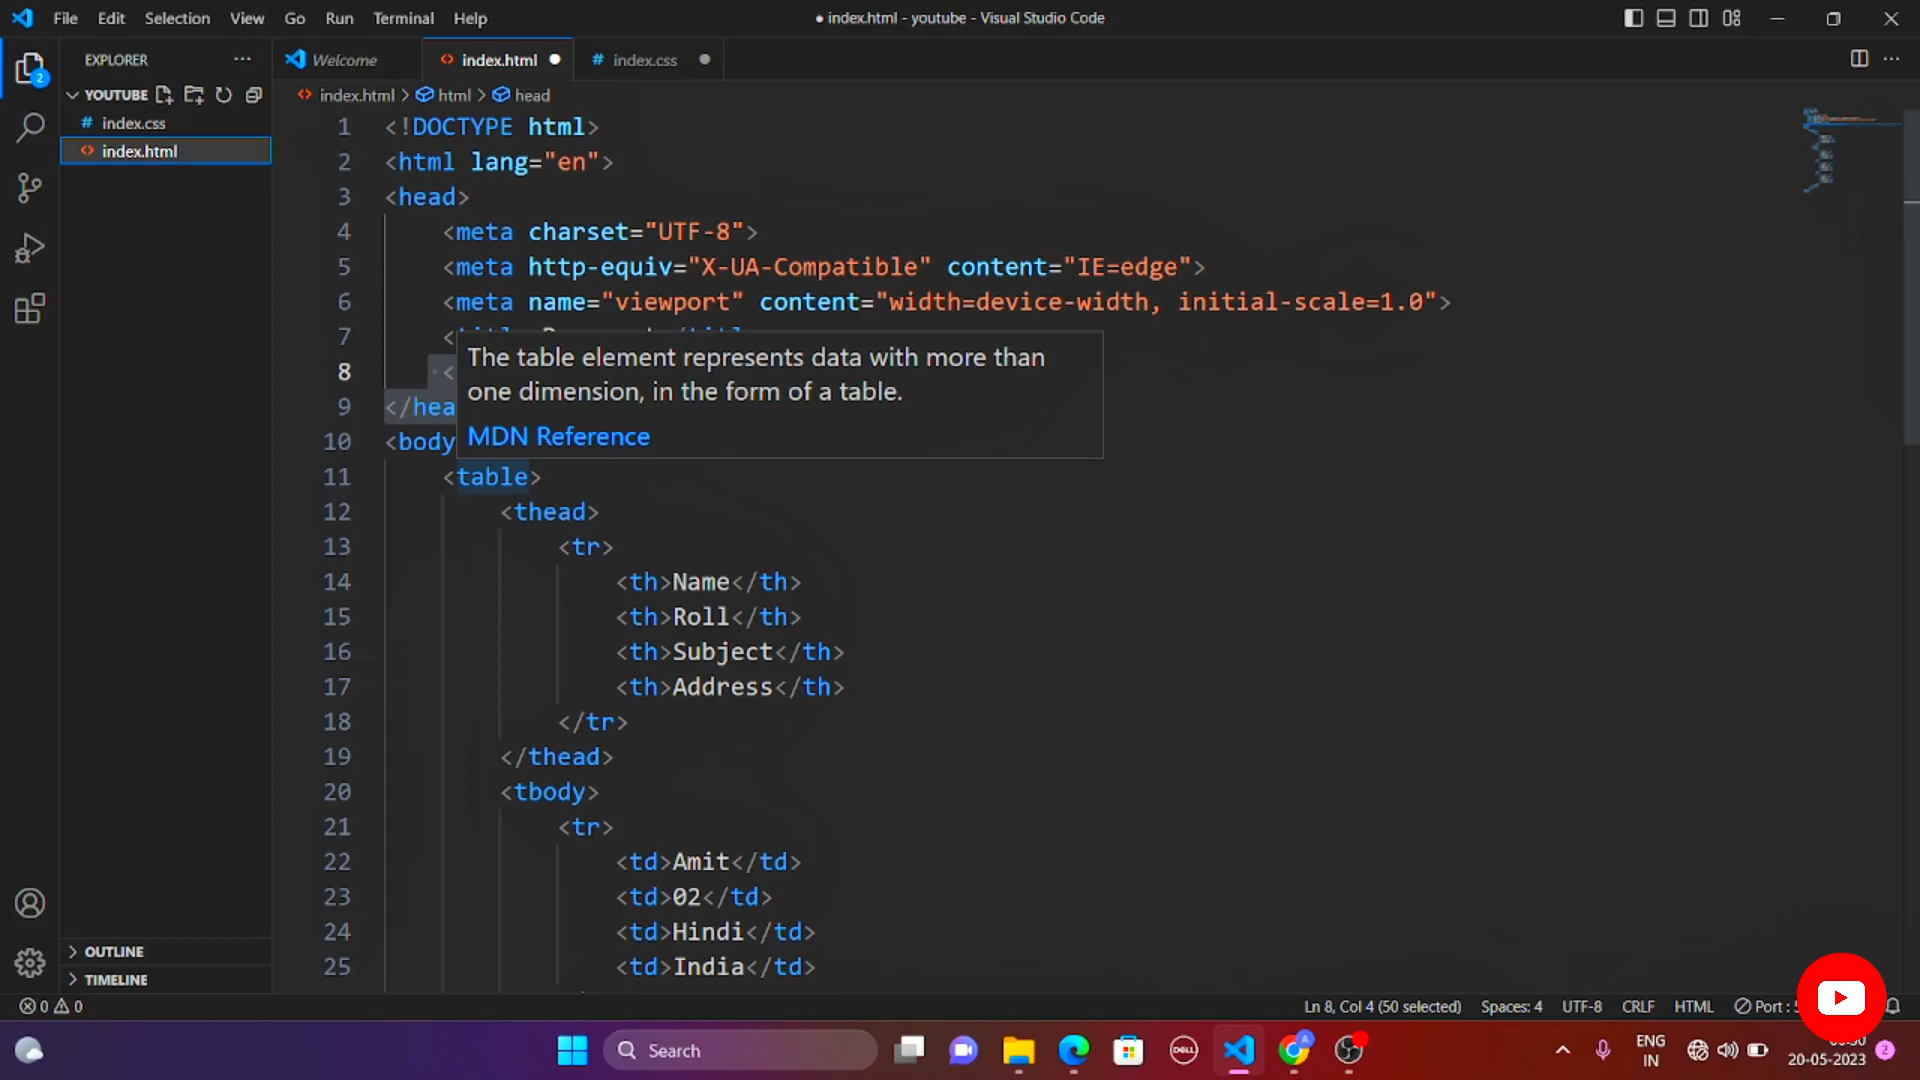 File Edit Selection View Go Run Terminal Help
● index.html - youtube - Visual Studio Code
EXPLORER
Welcome
index.html
# index.css
YOUTUBE
index.html > html > head
# index.css
index.html
1 <!DOCTYPE html>
2 <html lang="en">
3 <head>
4 <meta charset="UTF-8">
5 <meta http-equiv="X-UA-Compatible" content="IE=edge">
6 <meta name="viewport" content="width=device-width, initial-scale=1.0">
7 <
The table element represents data with more than
8 <
one dimension, in the form of a table.
9 </hea
MDN Reference
10 <body
11 <table>
12 <thead>
13 <tr>
14 <th>Name</th>
15 <th>Roll</th>
16 <th>Subject</th>
17 <th>Address</th>
18 </tr>
19 </thead>
20 <tbody>
21 <tr>
22 <td>Amit</td>
23 <td>02</td>
24 <td>Hindi</td>
25 <td>India</td>
OUTLINE
TIMELINE
0 0
Ln 8, Col 4 (50 selected) Spaces: 4 UTF-8 CRLF HTML Port :
2
Search
DELL
A
ENG
IN
20-05-2023
2